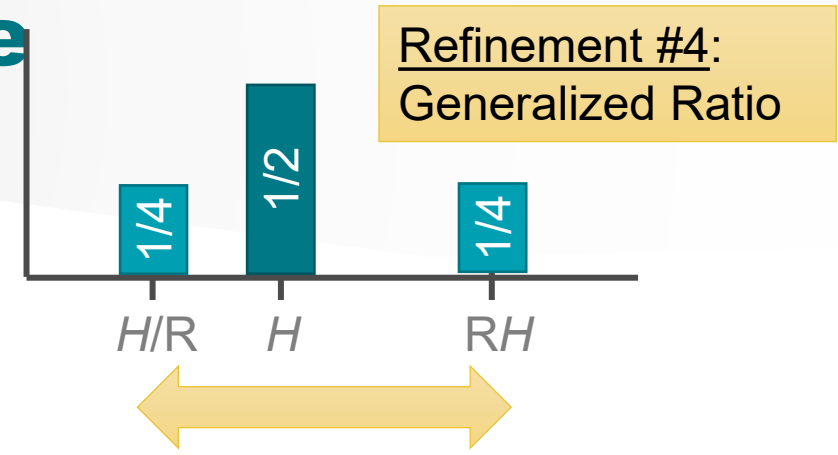 e
Refinement #4:
Generalized Ratio
1/4
1/2
1/4
H/R
H
RH